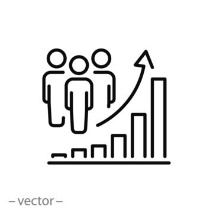 – vector –